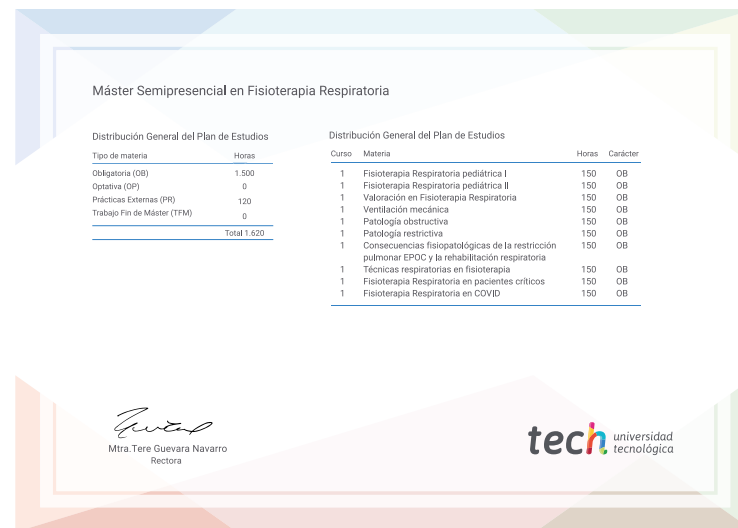 Máster Semipresencial en Fisioterapia Respiratoria
Distribución General del Plan de Estudios
Tipo de materia Horas
Obligatoria (OB) 1.500
Optativa (OP) 0
Prácticas Externas (PR) 120
Trabajo Fin de Máster (TFM) 0
Total 1.620
Distribución General del Plan de Estudios
Curso Materia Horas Carácter
1 Fisioterapia Respiratoria pediátrica I 150 OB
1 Fisioterapia Respiratoria pediátrica II 150 OB
1 Valoración en Fisioterapia Respiratoria 150 OB
1 Ventilación mecánica 150 OB
1 Patología obstructiva 150 OB
1 Patología restrictiva 150 OB
1 Consecuencias fisiopatológicas de la restricción 150 OB
pulmonar EPOC y la rehabilitación respiratoria
1 Técnicas respiratorias en fisioterapia 150 OB
1 Fisioterapia Respiratoria en pacientes críticos 150 OB
1 Fisioterapia Respiratoria en COVID 150 OB
Mtra.Tere Guevara Navarro
Rectora
tech universidad
tecnológica